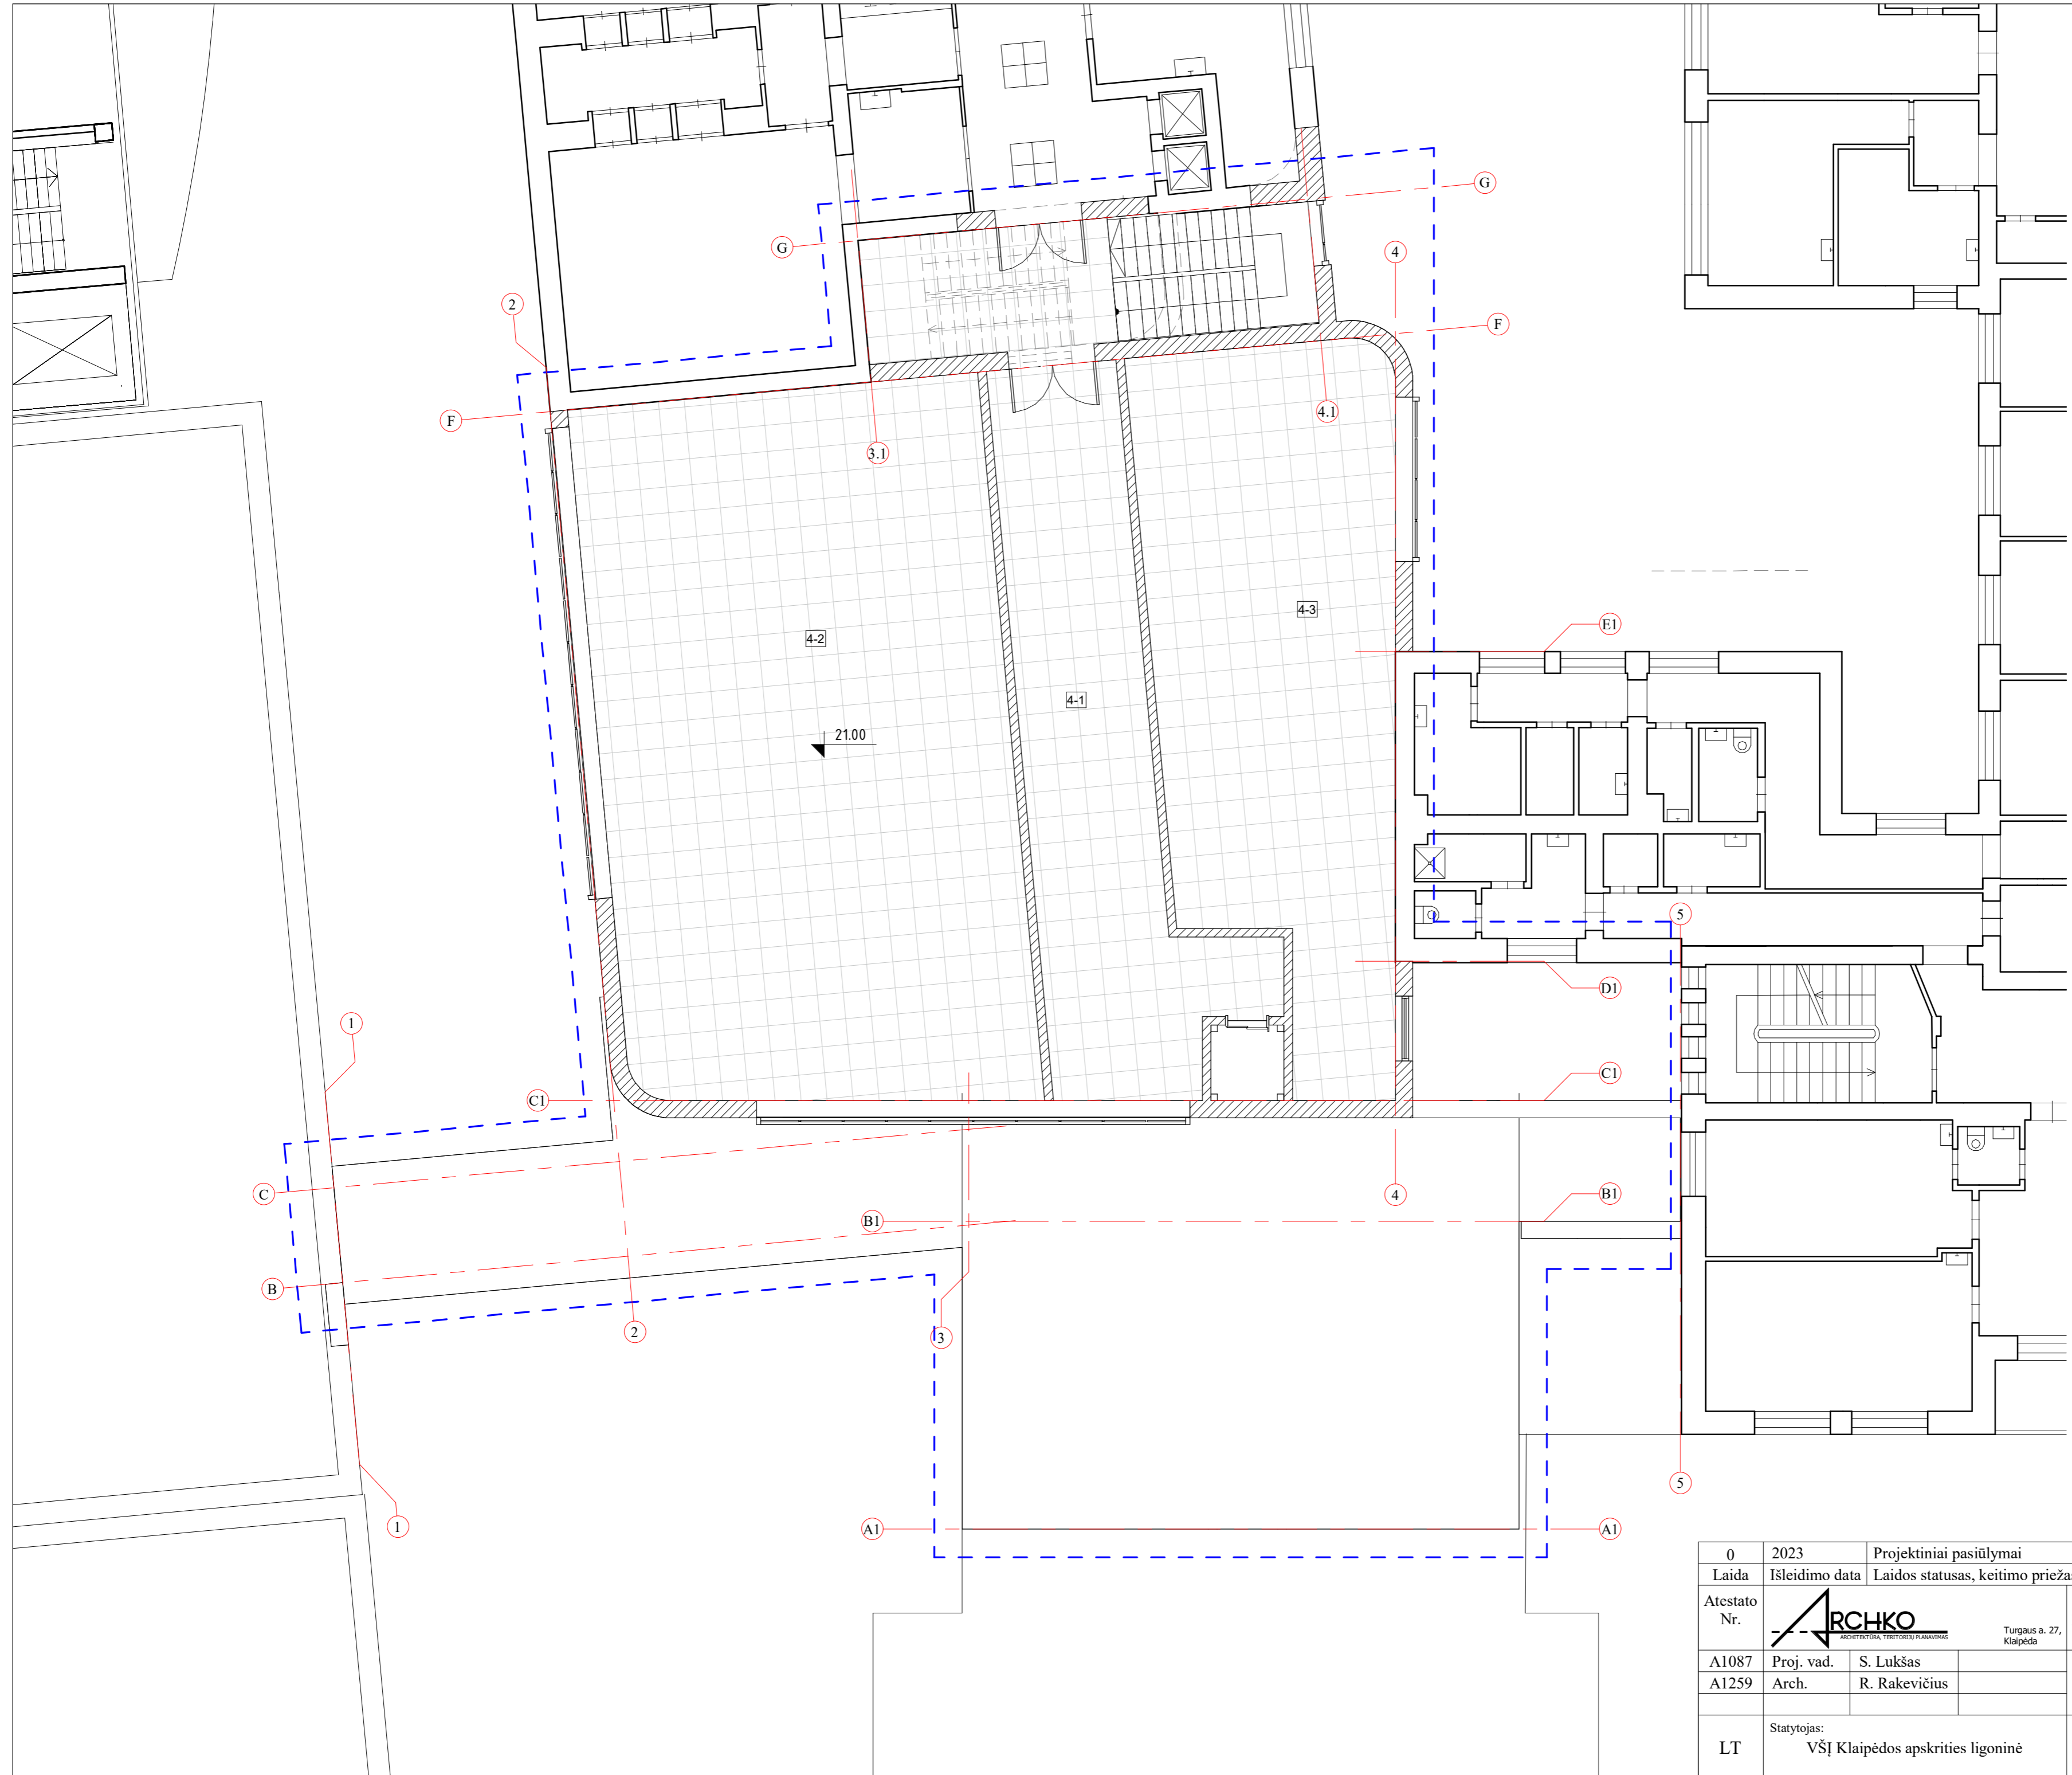 G
G
4
2
F
4.1
F
3.1
4-3
E1
4-2
4-1
21.00
5
D1
1
C1
C1
C
4
B1
B1
B
2
3
5
1
A1
A1
0 2023 Projektiniai pasiūlymai
Laida Išleidimo data Laidos statusas, keitimo prieža
Atestato
Nr.
ARCHKO
ARCHITEKTŪRA, TERITORIJŲ PLANAVIMAS
Turgaus a. 27,
Klaipėda
A1087 Proj. vad. S. Lukšas
A1259 Arch. R. Rakevičius
Statytojas:
LT VŠĮ Klaipėdos apskrities ligoninė